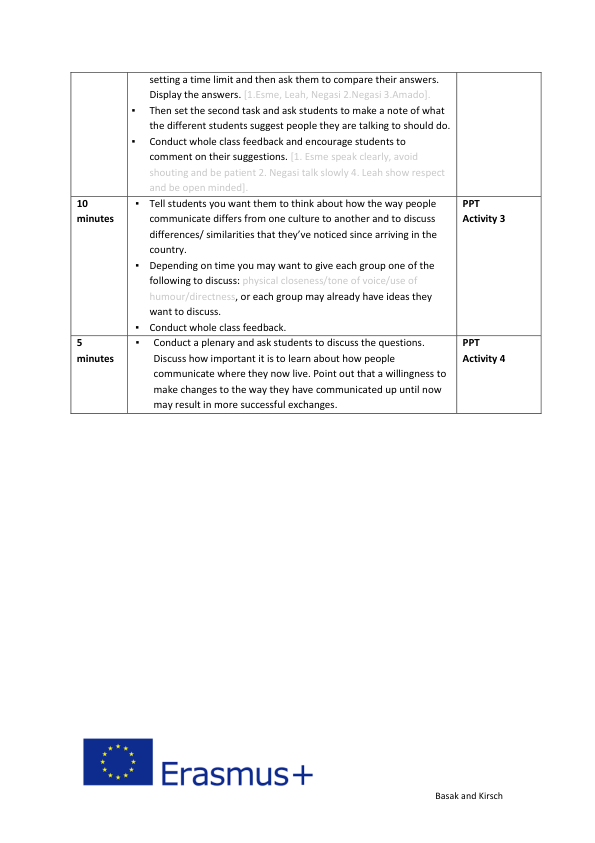 setting a time limit and then ask them to compare their answers.
Display the answers. [1.Esme, Leah, Negasi 2.Negasi 3.Amado].
▪ Then set the second task and ask students to make a note of what
the different students suggest people they are talking to should do.
▪ Conduct whole class feedback and encourage students to
comment on their suggestions. [1. Esme speak clearly, avoid
shouting and be patient 2. Negasi talk slowly 4. Leah show respect
and be open minded].
10
minutes
▪ Tell students you want them to think about how the way people
communicate differs from one culture to another and to discuss
differences/ similarities that they've noticed since arriving in the
country.
▪ Depending on time you may want to give each group one of the
following to discuss: physical closeness/tone of voice/use of
humour/directness, or each group may already have ideas they
want to discuss.
▪ Conduct whole class feedback.
PPT
Activity 3
5
minutes
▪ Conduct a plenary and ask students to discuss the questions.
Discuss how important it is to learn about how people
communicate where they now live. Point out that a willingness to
make changes to the way they have communicated up until now
may result in more successful exchanges.
PPT
Activity 4
Erasmus+
Basak and Kirsch